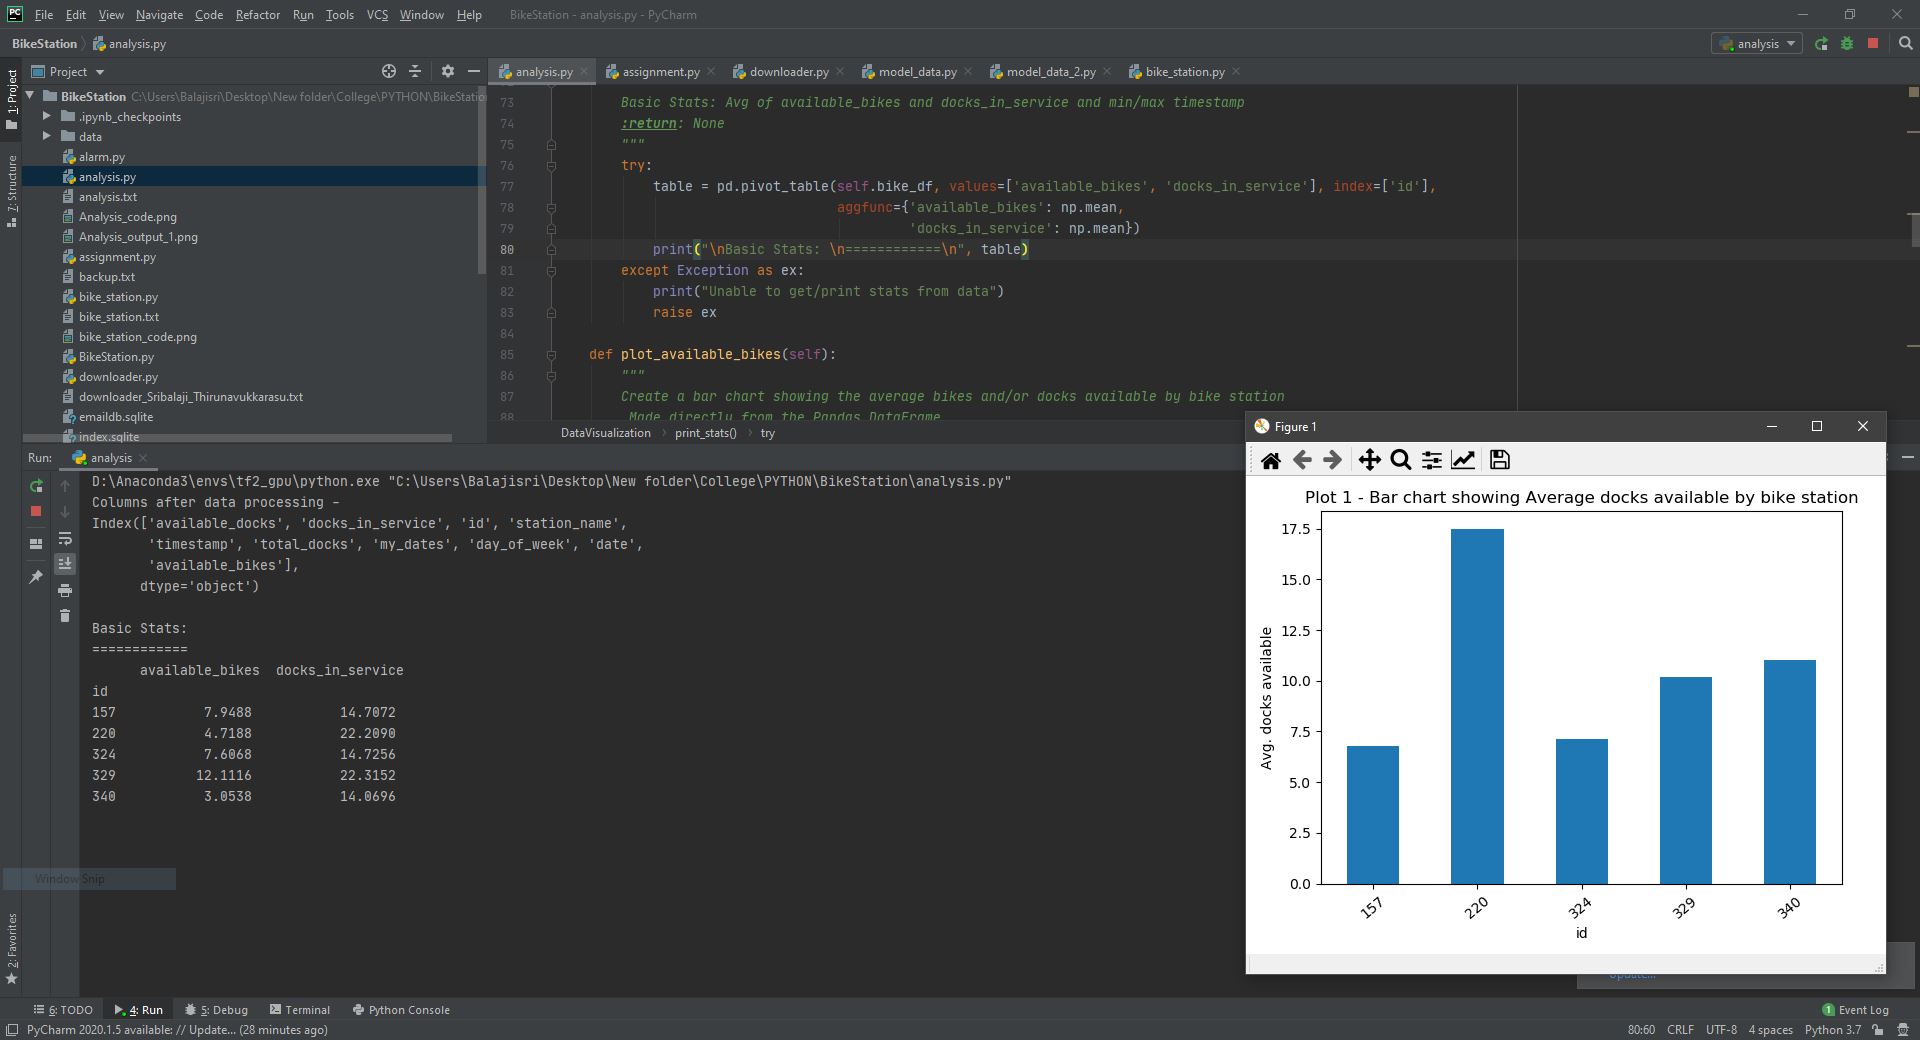 File Edit View Navigate Code Refactor Run Tools VCS Window Help BikeStation - analysis.py - PyCharm
BikeStation analysis.py
analysis
1: Project
7: Structure
2: Favorites
Project
BikeStation C:\Users\Balajisri\Desktop\New folder\College\PYTHON\BikeStatio
.ipynb_checkpoints
data
alarm.py
analysis.py
analysis.txt
Analysis_code.png
Analysis_output_1.png
assignment.py
backup.txt
bike_station.py
bike_station.txt
bike_station_code.png
BikeStation.py
downloader.py
downloader_Sribalaji_Thirunavukkarasu.txt
emaildb.sqlite
index.sqlite
analysis.py assignment.py downloader.py model_data.py model_data_2.py bike_station.py
73 Basic Stats: Avg of available_bikes and docks_in_service and min/max timestamp
74 :return: None
75 """
76 try:
77 table = pd.pivot_table(self.bike_df, values=['available_bikes', 'docks_in_service'], index=['id'],
78 aggfunc={'available_bikes': np.mean,
79 'docks_in_service': np.mean})
80 print("\nBasic Stats: \n============\n", table)
81 except Exception as ex:
82 print("Unable to get/print stats from data")
83 raise ex
84
85 def plot_available_bikes(self):
86 """
87 Create a bar chart showing the average bikes and/or docks available by bike station
88 Made directly from the Pandas DataFrame
DataVisualization print_stats() try
Run: analysis
D:\Anaconda3\envs\tf2_gpu\python.exe "C:\Users\Balajisri\Desktop\New folder\College\PYTHON\BikeStation\analysis.py"
Columns after data processing -
Index(['available_docks', 'docks_in_service', 'id', 'station_name',
'timestamp', 'total_docks', 'my_dates', 'day_of_week', 'date',
'available_bikes'],
dtype='object')
Basic Stats:
============
available_bikes docks_in_service
id
157 7.9488 14.7072
220 4.7188 22.2090
324 7.6068 14.7256
329 12.1116 22.3152
340 3.0538 14.0696
Window Snip
Figure 1
Plot 1 - Bar chart showing Average docks available by bike station
Avg. docks available
17.5
15.0
12.5
10.0
7.5
5.0
2.5
0.0
157 220 324 329 340
id
Update...
6: TODO 4: Run 5: Debug Terminal Python Console 1 Event Log
PyCharm 2020.1.5 available: // Update... (28 minutes ago) 80:60 CRLF UTF-8 4 spaces Python 3.7